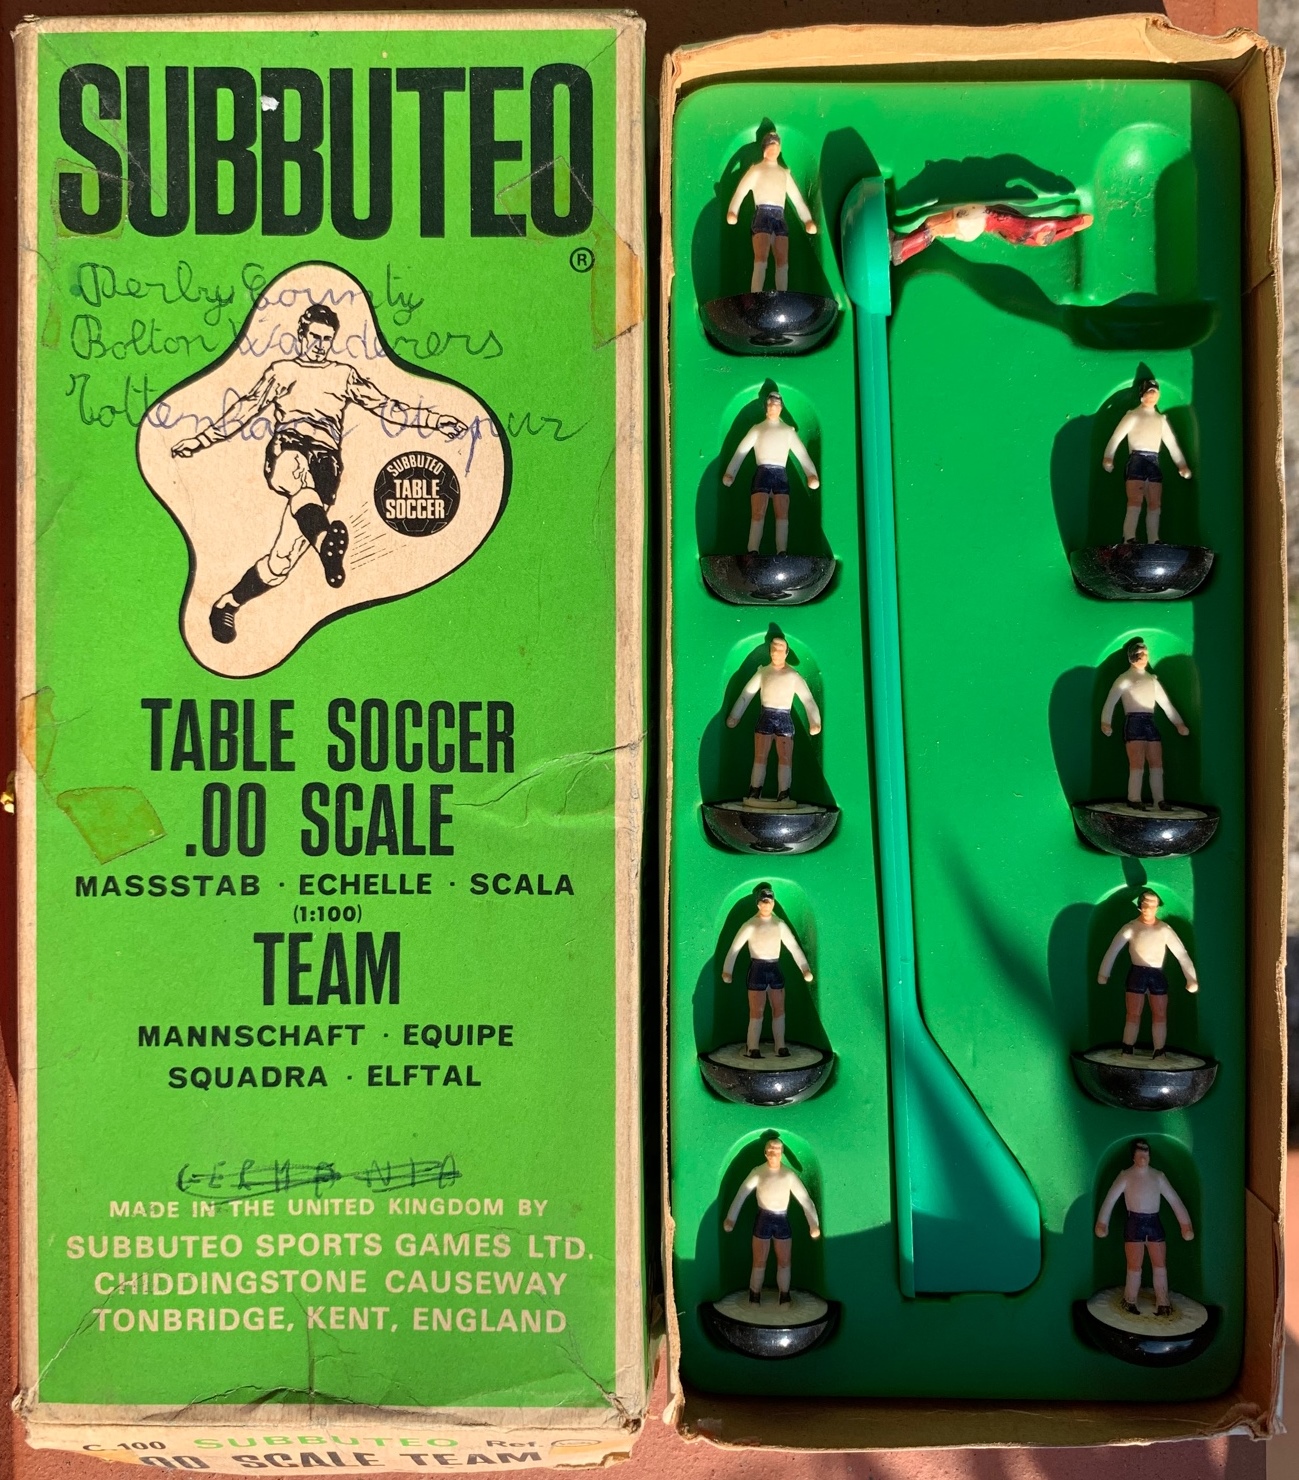 SUBBUTEO
®
Derby County
Bolton Wanderers
Tottenham Otspur
SUBBUTEO
TABLE
SOCCER
TABLE SOCCER
.00 SCALE
MASSSTAB · ECHELLE · SCALA
(1:100)
TEAM
MANNSCHAFT · EQUIPE
SQUADRA · ELFTAL
GERMANIA
MADE IN THE UNITED KINGDOM BY
SUBBUTEO SPORTS GAMES LTD.
CHIDDINGSTONE CAUSEWAY
TONBRIDGE, KENT, ENGLAND
C.100 SUBBUTEO Ref.
00 SCALE TEAM